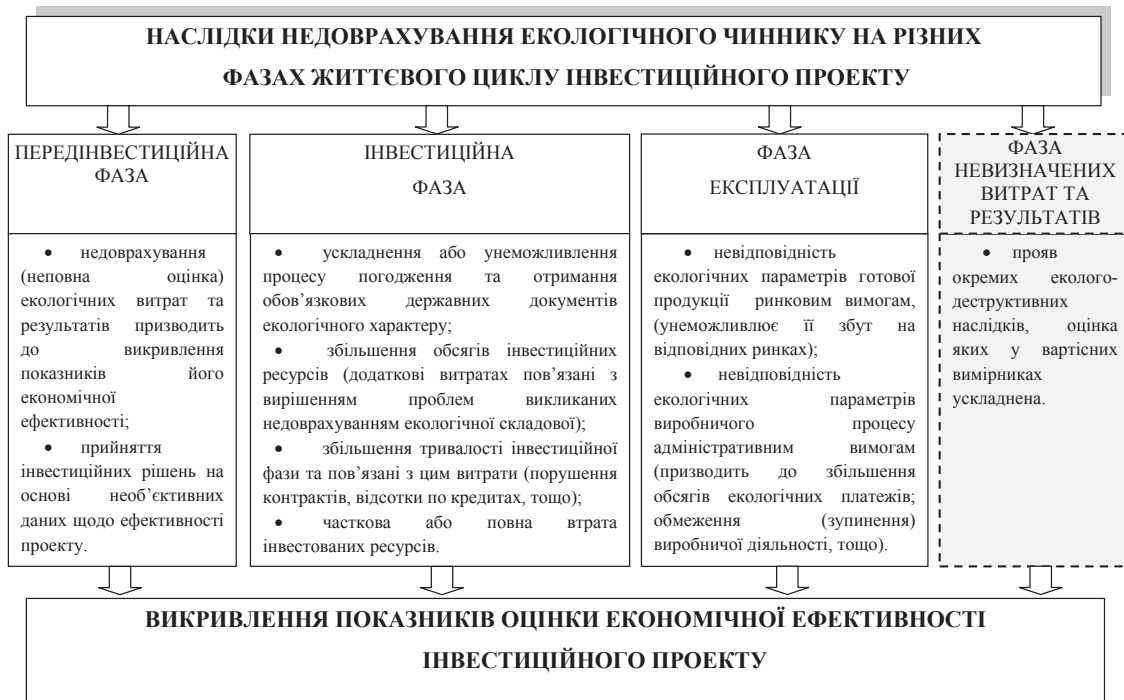 НАСЛІДКИ НЕДОВРАХУВАННЯ ЕКОЛОГІЧНОГО ЧИННИКУ НА РІЗНИХ
ФАЗАХ ЖИТТЄВОГО ЦИКЛУ ІНВЕСТИЦІЙНОГО ПРОЕКТУ
ПЕРЕДІНВЕСТИЦІЙНА
ФАЗА
• недоврахування
(неповна оцінка)
екологічних витрат та
результатів призводить
до викривлення
показників його
економічної
ефективності;
• прийняття
інвестиційних рішень на
основі необ’єктивних
даних щодо ефективності
проекту.
ІНВЕСТИЦІЙНА
ФАЗА
• ускладнення або унеможливлення
процесу погодження та отримання
обов’язкових державних документів
екологічного характеру;
• збільшення обсягів інвестиційних
ресурсів (додаткові витратах пов’язані з
вирішенням проблем викликаних
недоврахуванням екологічної складової);
• збільшення тривалості інвестиційної
фази та пов’язані з цим витрати (порушення
контрактів, відсотки по кредитах, тощо);
• часткова або повна втрата
інвестованих ресурсів.
ФАЗА
ЕКСПЛУАТАЦІЇ
• невідповідність
екологічних параметрів готової
продукції ринковим вимогам,
(унеможливлює її збут на
відповідних ринках);
• невідповідність
екологічних параметрів
виробничого процесу
адміністративним вимогам
(призводить до збільшення
обсягів екологічних платежів;
обмеження (зупинення)
виробничої діяльності, тощо).
ФАЗА
НЕВИЗНАЧЕНИХ
ВИТРАТ ТА
РЕЗУЛЬТАТІВ
• прояв
окремих еколого-
деструктивних
наслідків, оцінка
яких у вартісних
вимірниках
ускладнена.
ВИКРИВЛЕННЯ ПОКАЗНИКІВ ОЦІНКИ ЕКОНОМІЧНОЇ ЕФЕКТИВНОСТІ
ІНВЕСТИЦІЙНОГО ПРОЕКТУ